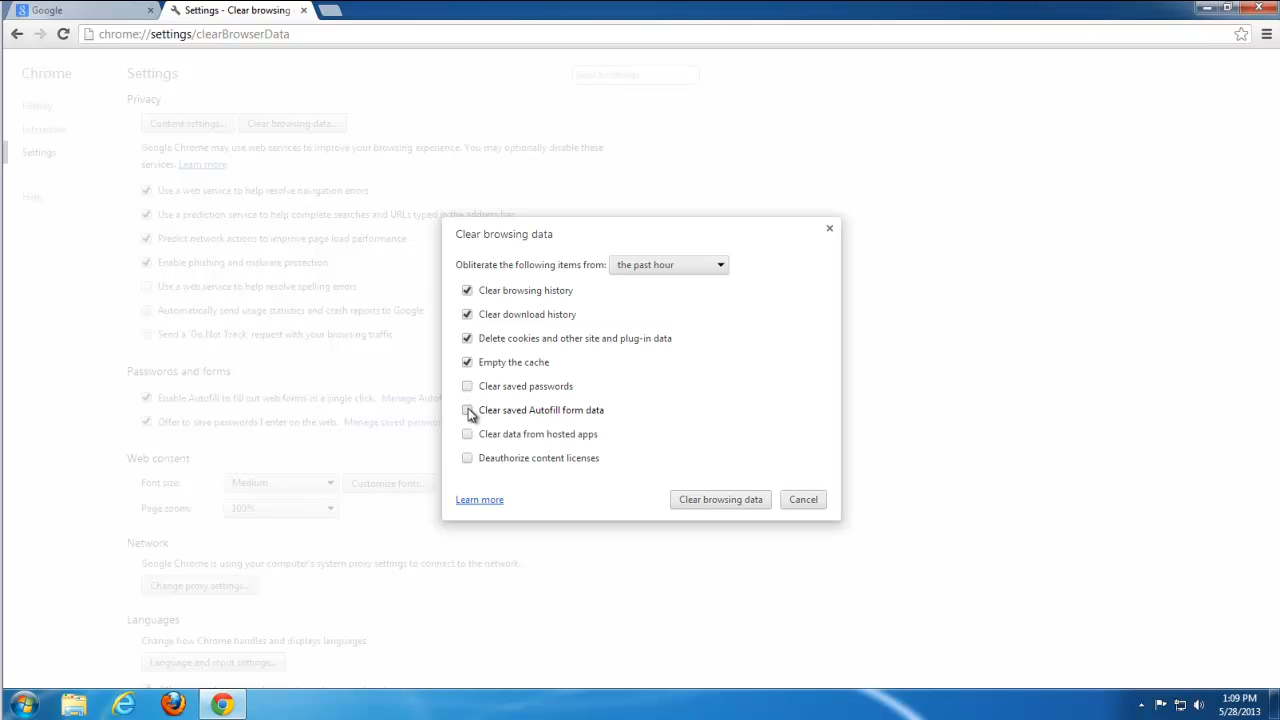 Google
Settings - Clear browsing
chrome://settings/clearBrowserData
Chrome
History
Extensions
Settings
Help
Settings
Search settings
Privacy
Content settings... Clear browsing data...
Google Chrome may use web services to improve your browsing experience. You may optionally disable these
services. Learn more
Use a web service to help resolve navigation errors
Use a prediction service to help complete searches and URLs typed in the address bar
Predict network actions to improve page load performance
Enable phishing and malware protection
Use a web service to help resolve spelling errors
Automatically send usage statistics and crash reports to Google
Send a 'Do Not Track' request with your browsing traffic
Passwords and forms
Enable Autofill to fill out web forms in a single click. Manage
Offer to save passwords I enter on the web. Manage saved
Web content
Font size: Medium Customize fonts...
Page zoom: 100%
Network
Google Chrome is using your computer's system proxy settings to connect to the network.
Change proxy settings...
Languages
Change how Chrome handles and displays languages
Language and input settings...
Clear browsing data
Obliterate the following items from: the past hour
Clear browsing history
Clear download history
Delete cookies and other site and plug-in data
Empty the cache
Clear saved passwords
Clear saved Autofill form data
Clear data from hosted apps
Deauthorize content licenses
Learn more Clear browsing data Cancel
1:09 PM
5/28/2013